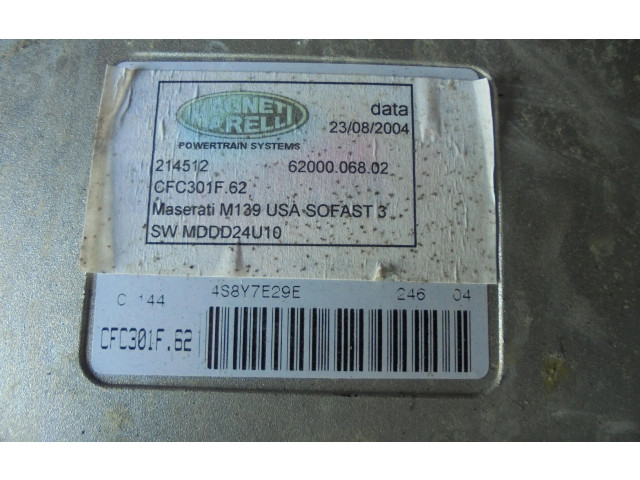 MAGNETI
MARELLI
POWERTRAIN SYSTEMS
data
23/08/2004
214512 62000.068.02
CFC301F.62
Maserati M139 USA SOFAST 3
SW MDDD24U10
C 144 4S8Y7E29E 246 04
CFC301F.62